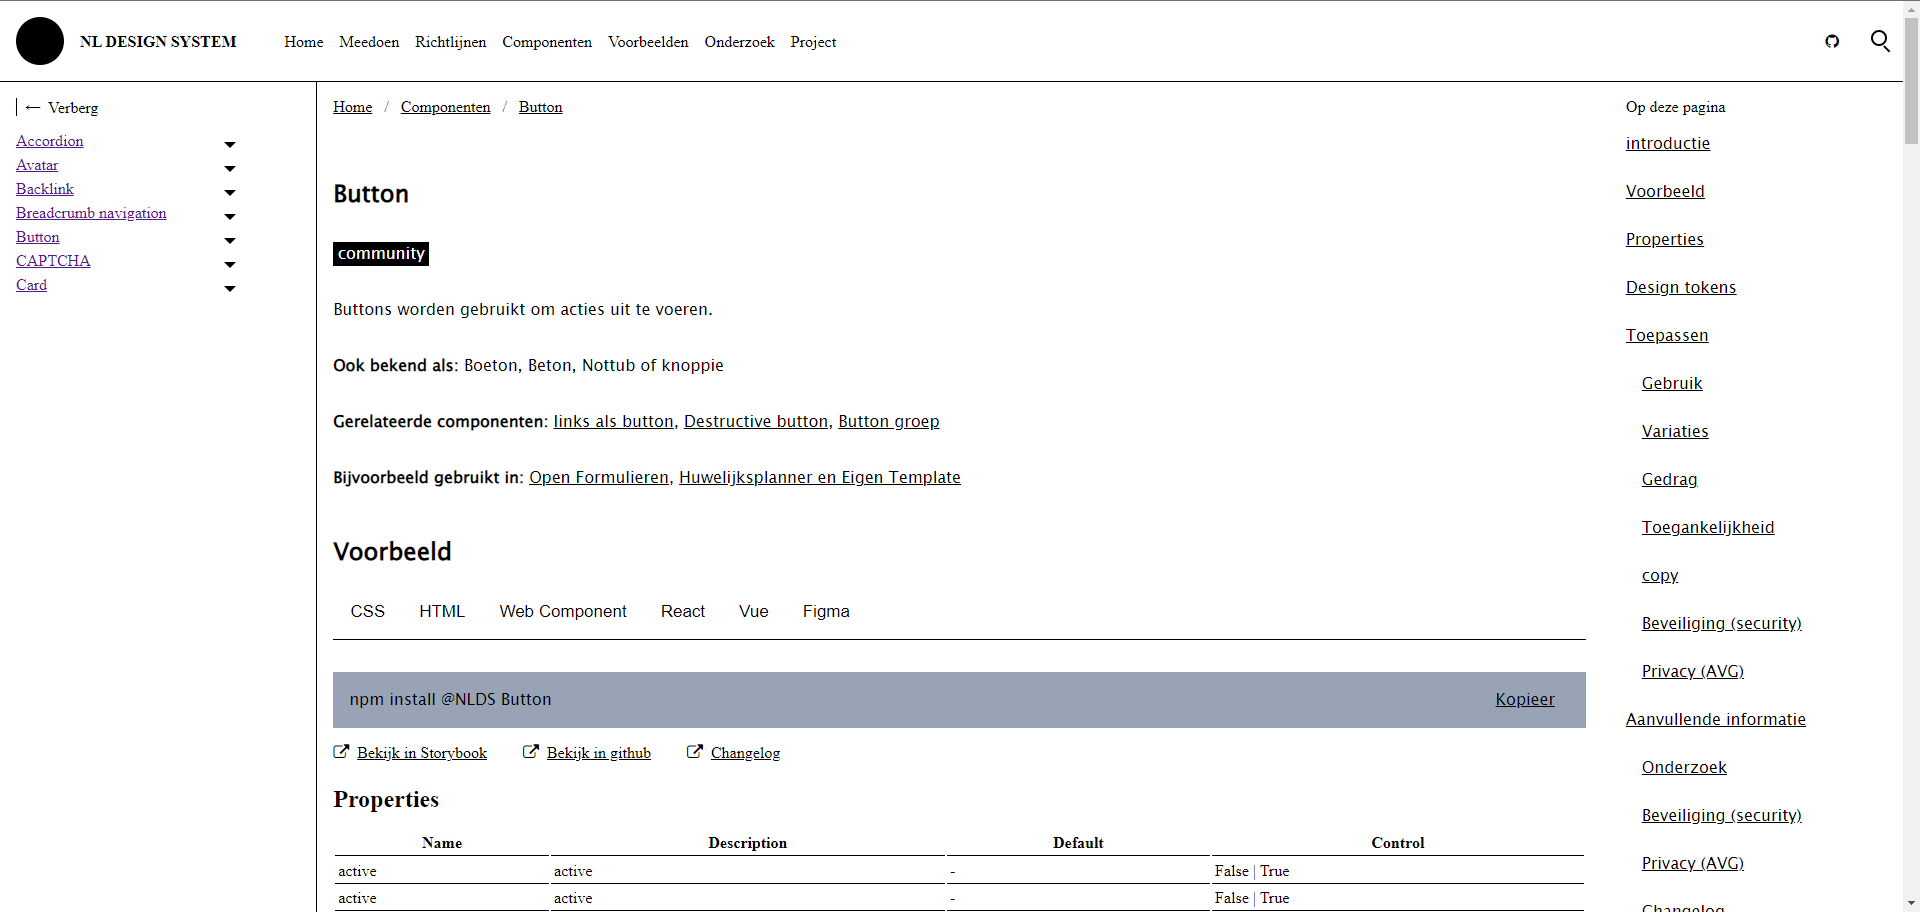 NL DESIGN SYSTEM Home Meedoen Richtlijnen Componenten Voorbeelden Onderzoek Project
← Verberg
Accordion
Avatar
Backlink
Breadcrumb navigation
Button
CAPTCHA
Card
Home / Componenten / Button
Button
community
Buttons worden gebruikt om acties uit te voeren.
Ook bekend als: Boeton, Beton, Nottub of knoppie
Gerelateerde componenten: links als button, Destructive button, Button groep
Bijvoorbeeld gebruikt in: Open Formulieren, Huwelijksplanner en Eigen Template
Voorbeeld
CSS HTML Web Component React Vue Figma
npm install @NLDS Button Kopieer
Bekijk in Storybook Bekijk in github Changelog
Properties
Name Description Default Control
active active - False | True
active active - False | True
Op deze pagina
introductie
Voorbeeld
Properties
Design tokens
Toepassen
Gebruik
Variaties
Gedrag
Toegankelijkheid
copy
Beveiliging (security)
Privacy (AVG)
Aanvullende informatie
Onderzoek
Beveiliging (security)
Privacy (AVG)
Changelog